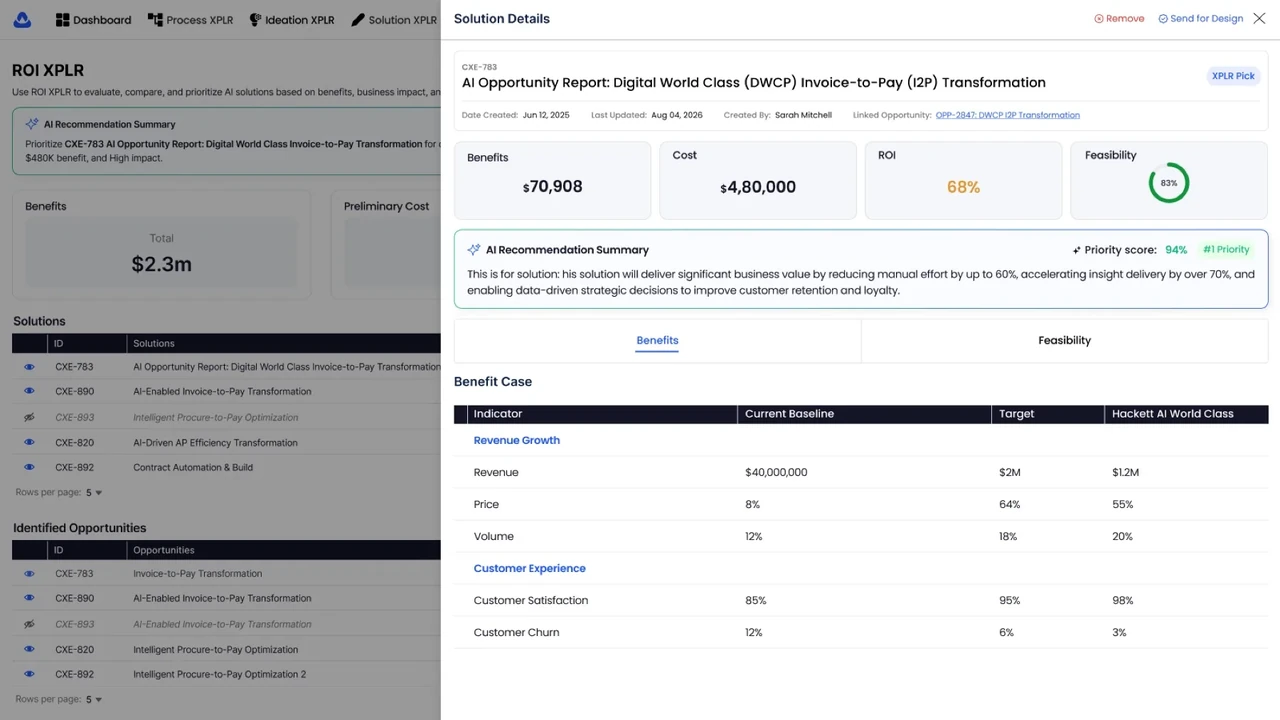 Dashboard
Process XPLR
Ideation XPLR
Solution XPLR
ROI XPLR
Use ROI XPLR to evaluate, compare, and prioritize AI solutions based on benefits, business impact, an
AI Recommendation Summary
Prioritize CXE-783 AI Opportunity Report: Digital World Class Invoice-to-Pay Transformation for
$480K benefit, and High impact.
Benefits
Total
$2.3m
Preliminary Cost
Solutions
ID Solutions
CXE-783 AI Opportunity Report: Digital World Class Invoice-to-Pay Transformation
CXE-890 AI-Enabled Invoice-to-Pay Transformation
CXE-893 Intelligent Procure-to-Pay Optimization
CXE-820 AI-Driven AP Efficiency Transformation
CXE-892 Contract Automation & Build
Rows per page: 5
Identified Opportunities
ID Opportunities
CXE-783 Invoice-to-Pay Transformation
CXE-890 AI-Enabled Invoice-to-Pay Transformation
CXE-893 AI-Enabled Invoice-to-Pay Transformation
CXE-820 Intelligent Procure-to-Pay Optimization
CXE-892 Intelligent Procure-to-Pay Optimization 2
Rows per page: 5
Solution Details
Remove
Send for Design
CXE-783
AI Opportunity Report: Digital World Class (DWCP) Invoice-to-Pay (I2P) Transformation
XPLR Pick
Date Created: Jun 12, 2025 Last Updated: Aug 04, 2026 Created By: Sarah Mitchell Linked Opportunity: OPP-2847: DWCP I2P Transformation
Benefits
$70,908
Cost
$4,80,000
ROI
68%
Feasibility
83%
AI Recommendation Summary
Priority score: 94% #1 Priority
This is for solution: his solution will deliver significant business value by reducing manual effort by up to 60%, accelerating insight delivery by over 70%, and
enabling data-driven strategic decisions to improve customer retention and loyalty.
Benefits
Feasibility
Benefit Case
Indicator Current Baseline Target Hackett AI World Class
Revenue Growth
Revenue $40,000,000 $2M $1.2M
Price 8% 64% 55%
Volume 12% 18% 20%
Customer Experience
Customer Satisfaction 85% 95% 98%
Customer Churn 12% 6% 3%